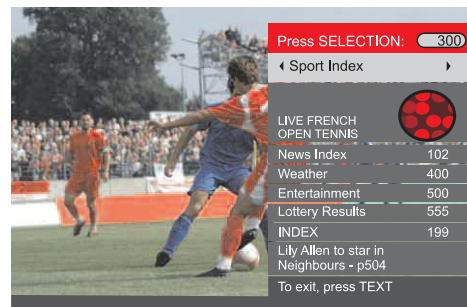 Press SELECTION: 300
Sport Index
LIVE FRENCH
OPEN TENNIS
News Index 102
Weather 400
Entertainment 500
Lottery Results 555
INDEX 199
Lily Allen to star in
Neighbours - p504
To exit, press TEXT